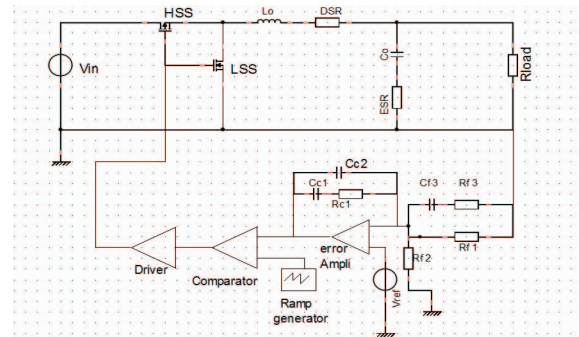 HSS
Lo
DSR
Vin
LSS
Co
ESR
Rload
Cc2
Cc1
Rc1
Cf3
Rf3
Rf1
Rf2
error
Ampli
Driver
Comparator
Ramp
generator
Vref